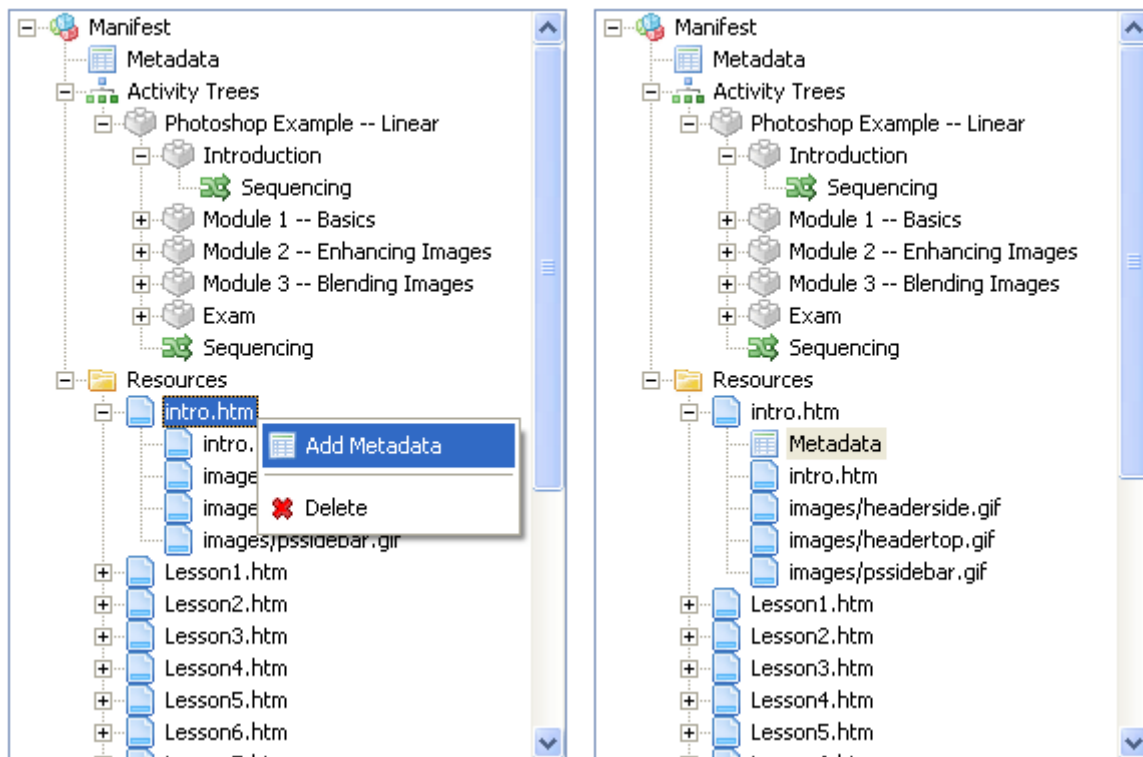 Manifest
Metadata
Activity Trees
Photoshop Example -- Linear
Introduction
Sequencing
Module 1 -- Basics
Module 2 -- Enhancing Images
Module 3 -- Blending Images
Exam
Sequencing
Resources
intro.htm
intro.
Add Metadata
image
image
Delete
images/pssidebar.gif
Lesson1.htm
Lesson2.htm
Lesson3.htm
Lesson4.htm
Lesson5.htm
Lesson6.htm
Manifest
Metadata
Activity Trees
Photoshop Example -- Linear
Introduction
Sequencing
Module 1 -- Basics
Module 2 -- Enhancing Images
Module 3 -- Blending Images
Exam
Sequencing
Resources
intro.htm
Metadata
intro.htm
images/headerside.gif
images/headertop.gif
images/pssidebar.gif
Lesson1.htm
Lesson2.htm
Lesson3.htm
Lesson4.htm
Lesson5.htm